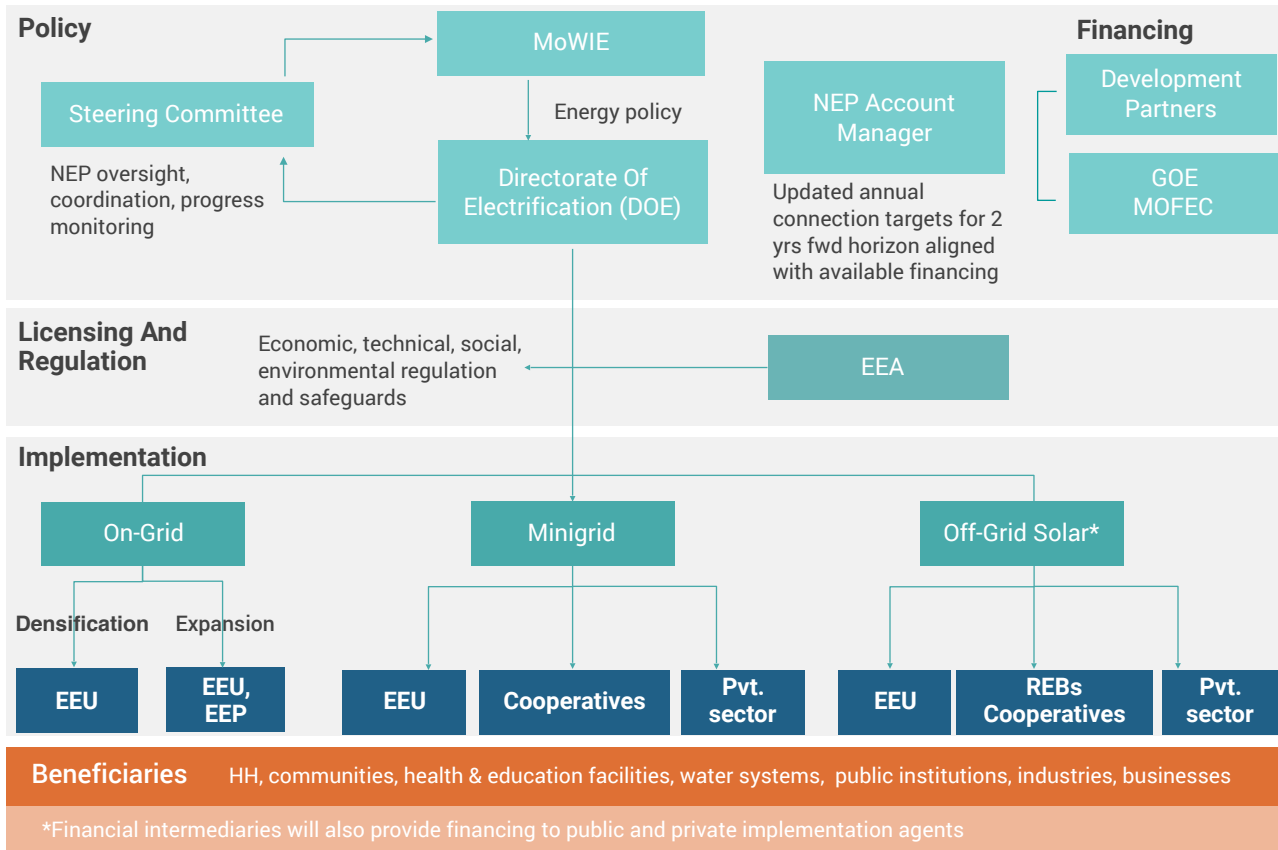 Policy
MoWIE
Steering Committee
Energy policy
NEP oversight,
coordination, progress
monitoring
Directorate Of
Electrification (DOE)
NEP Account
Manager
Updated annual
connection targets for 2
yrs fwd horizon aligned
with available financing
Financing
Development
Partners
GOE
MOFEC
Licensing And
Regulation
Economic, technical, social,
environmental regulation
and safeguards
EEA
Implementation
On-Grid
Minigrid
Off-Grid Solar*
Densification
Expansion
EEU
EEU,
EEP
EEU
Cooperatives
Pvt.
sector
EEU
REBs
Cooperatives
Pvt.
sector
Beneficiaries HH, communities, health & education facilities, water systems, public institutions, industries, businesses
*Financial intermediaries will also provide financing to public and private implementation agents